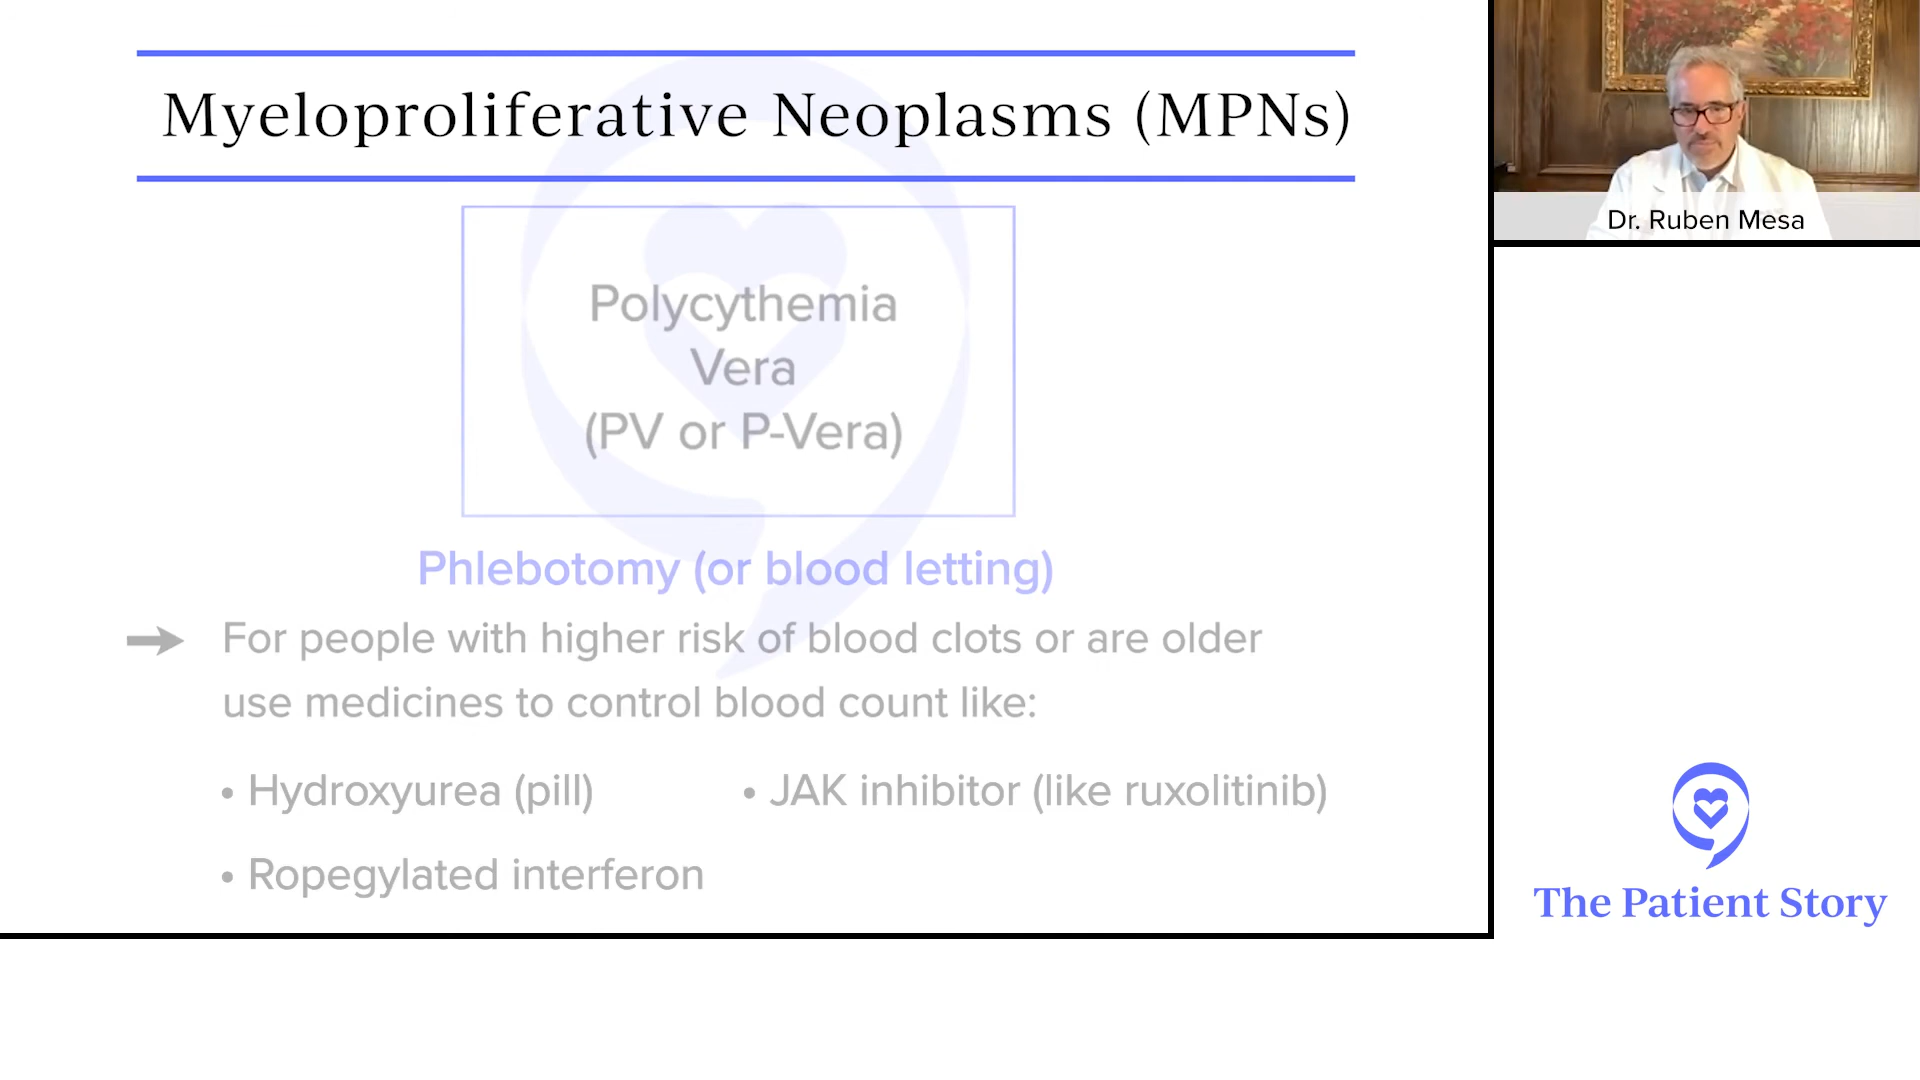 Myeloproliferative Neoplasms (MPNs)
Polycythemia
Vera
(PV or P-Vera)
Phlebotomy (or blood letting)
For people with higher risk of blood clots or are older
use medicines to control blood count like:
• Hydroxyurea (pill)
• JAK inhibitor (like ruxolitinib)
• Ropegylated interferon
Dr. Ruben Mesa
The Patient Story